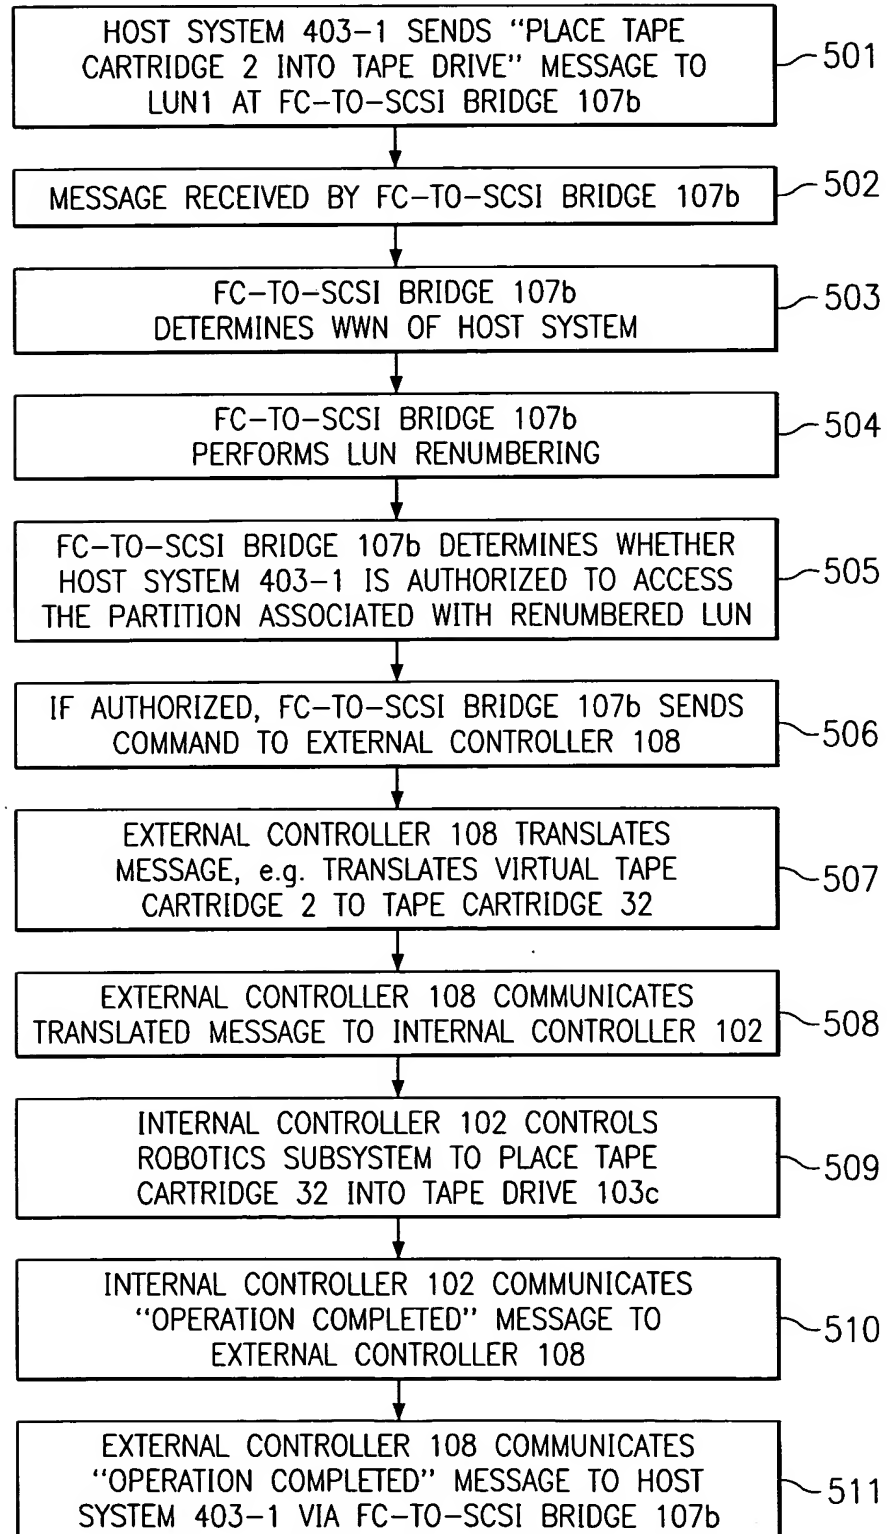 HOST SYSTEM 403-1 SENDS "PLACE TAPE
CARTRIDGE 2 INTO TAPE DRIVE" MESSAGE TO
LUN1 AT FC-TO-SCSI BRIDGE 107b
501
MESSAGE RECEIVED BY FC-TO-SCSI BRIDGE 107b
502
FC-TO-SCSI BRIDGE 107b
DETERMINES WWN OF HOST SYSTEM
503
FC-TO-SCSI BRIDGE 107b
PERFORMS LUN RENUMBERING
504
FC-TO-SCSI BRIDGE 107b DETERMINES WHETHER
HOST SYSTEM 403-1 IS AUTHORIZED TO ACCESS
THE PARTITION ASSOCIATED WITH RENUMBERED LUN
505
IF AUTHORIZED, FC-TO-SCSI BRIDGE 107b SENDS
COMMAND TO EXTERNAL CONTROLLER 108
506
EXTERNAL CONTROLLER 108 TRANSLATES
MESSAGE, e.g. TRANSLATES VIRTUAL TAPE
CARTRIDGE 2 TO TAPE CARTRIDGE 32
507
EXTERNAL CONTROLLER 108 COMMUNICATES
TRANSLATED MESSAGE TO INTERNAL CONTROLLER 102
508
INTERNAL CONTROLLER 102 CONTROLS
ROBOTICS SUBSYSTEM TO PLACE TAPE
CARTRIDGE 32 INTO TAPE DRIVE 103c
509
INTERNAL CONTROLLER 102 COMMUNICATES
"OPERATION COMPLETED" MESSAGE TO
EXTERNAL CONTROLLER 108
510
EXTERNAL CONTROLLER 108 COMMUNICATES
"OPERATION COMPLETED" MESSAGE TO HOST
SYSTEM 403-1 VIA FC-TO-SCSI BRIDGE 107b
511